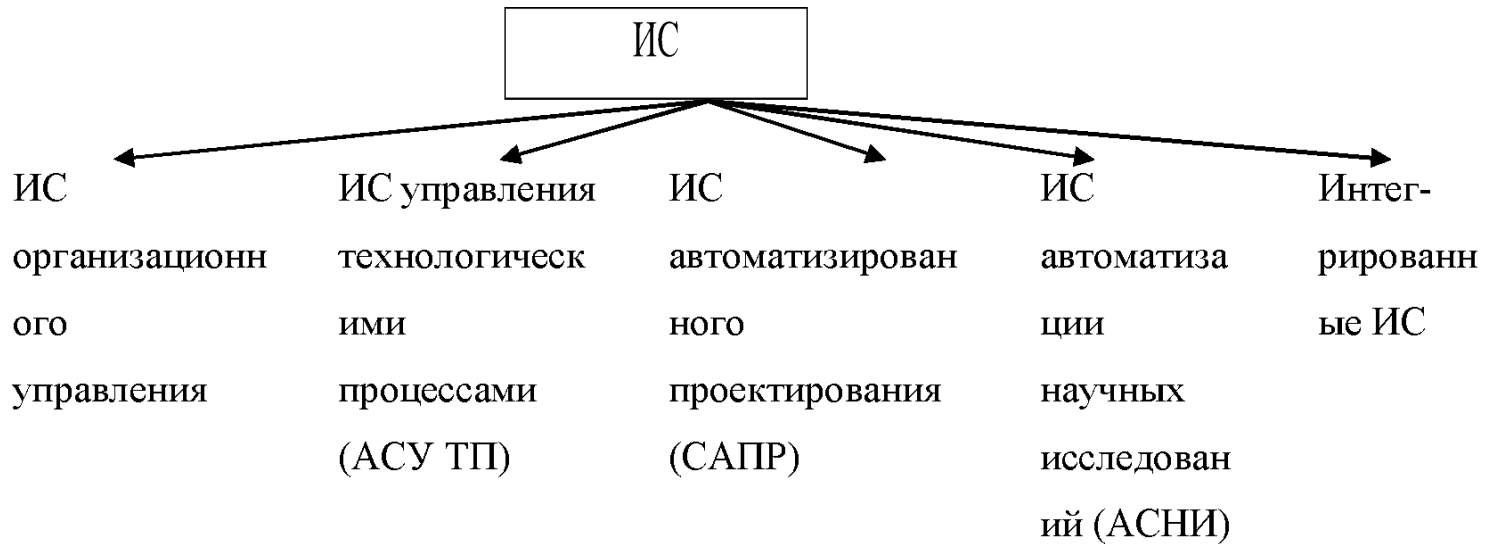 ИС
ИС
организационн
ого
управления
ИС управления
технологическ
ими
процессами
(АСУ ТП)
ИС
автоматизирован
ного
проектирования
(САПР)
ИС
автоматиза
ции
научных
исследован
ий (АСНИ)
Интег-
рированн
ые ИС